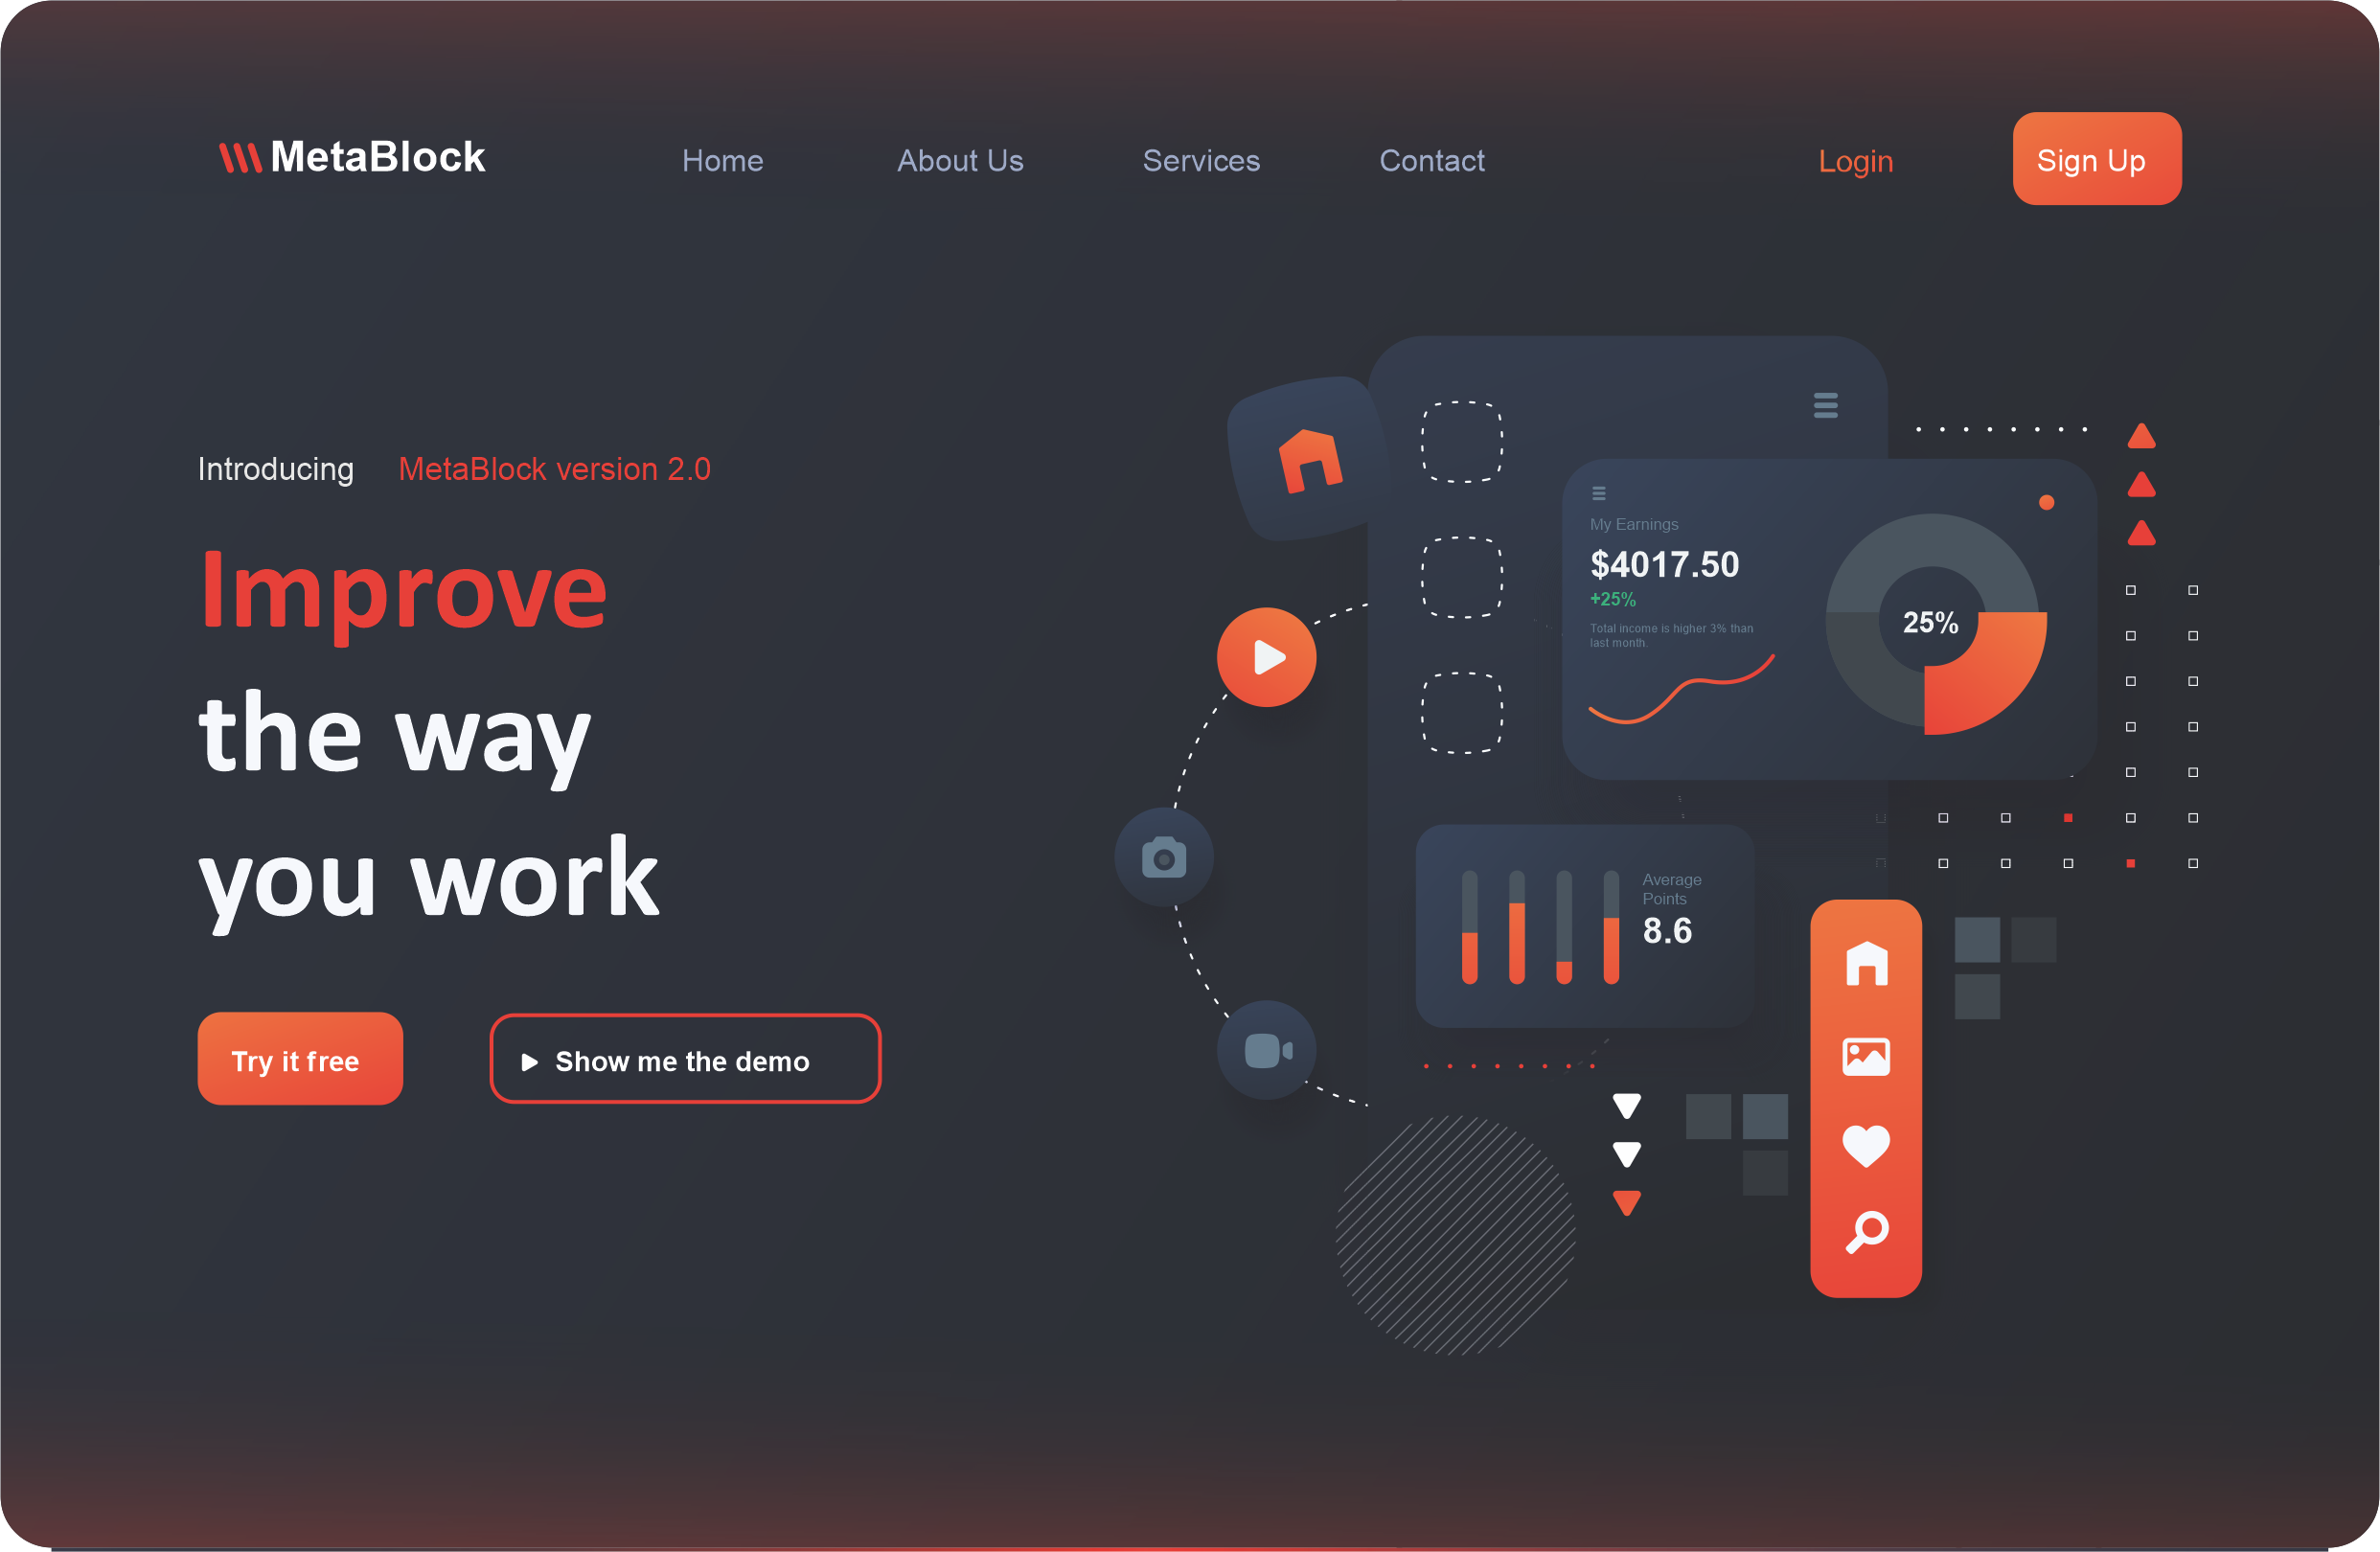 MetaBlock
Home
About Us
Services
Contact
Login
Sign Up
Introducing MetaBlock version 2.0
Improve
the way
you work
Try it free
Show me the demo
My Earnings
$4017.50
+25%
Total income is higher 3% than
last month.
25%
Average
Points
8.6